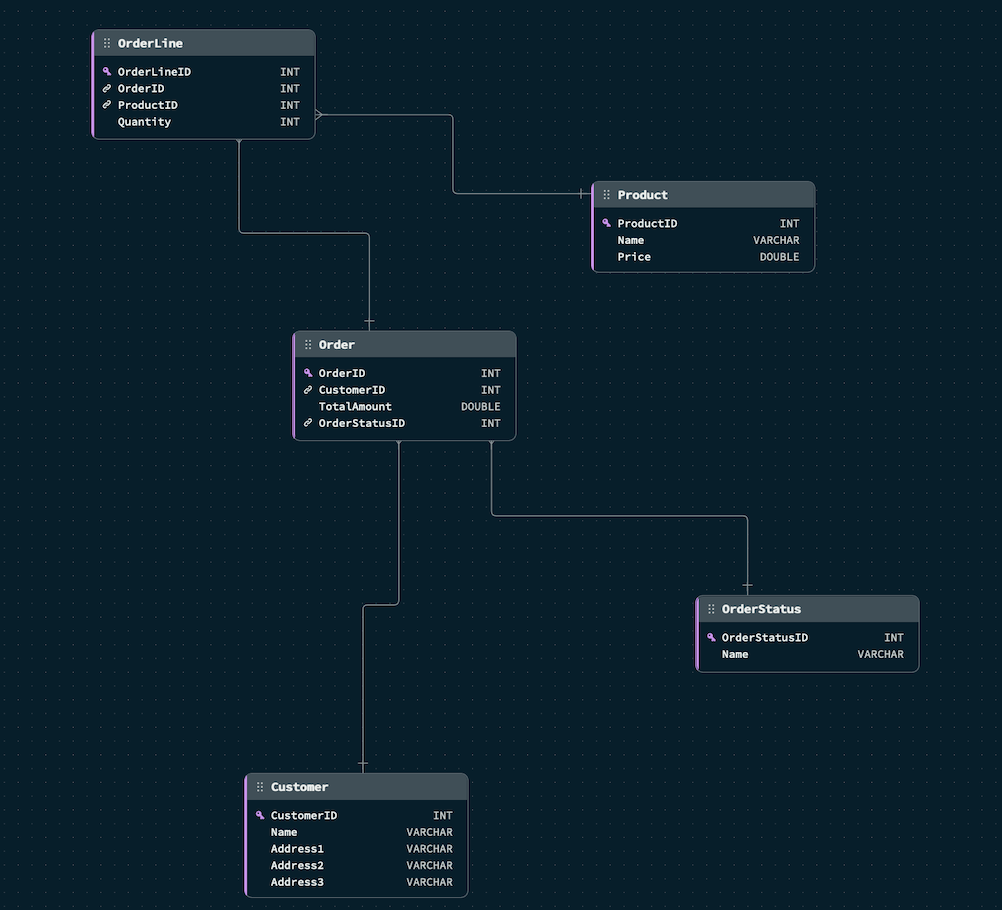 OrderLine
OrderLineID INT
OrderID INT
ProductID INT
Quantity INT
Product
ProductID INT
Name VARCHAR
Price DOUBLE
Order
OrderID INT
CustomerID INT
TotalAmount DOUBLE
OrderStatusID INT
OrderStatus
OrderStatusID INT
Name VARCHAR
Customer
CustomerID INT
Name VARCHAR
Address1 VARCHAR
Address2 VARCHAR
Address3 VARCHAR